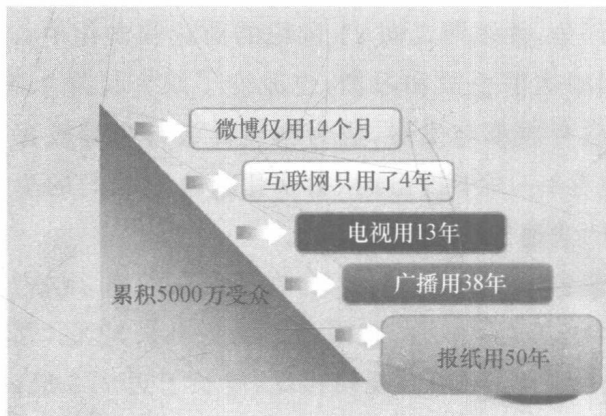 微博仅用14个月
互联网只用了4年
电视用13年
广播用38年
累积5000万受众
报纸用50年